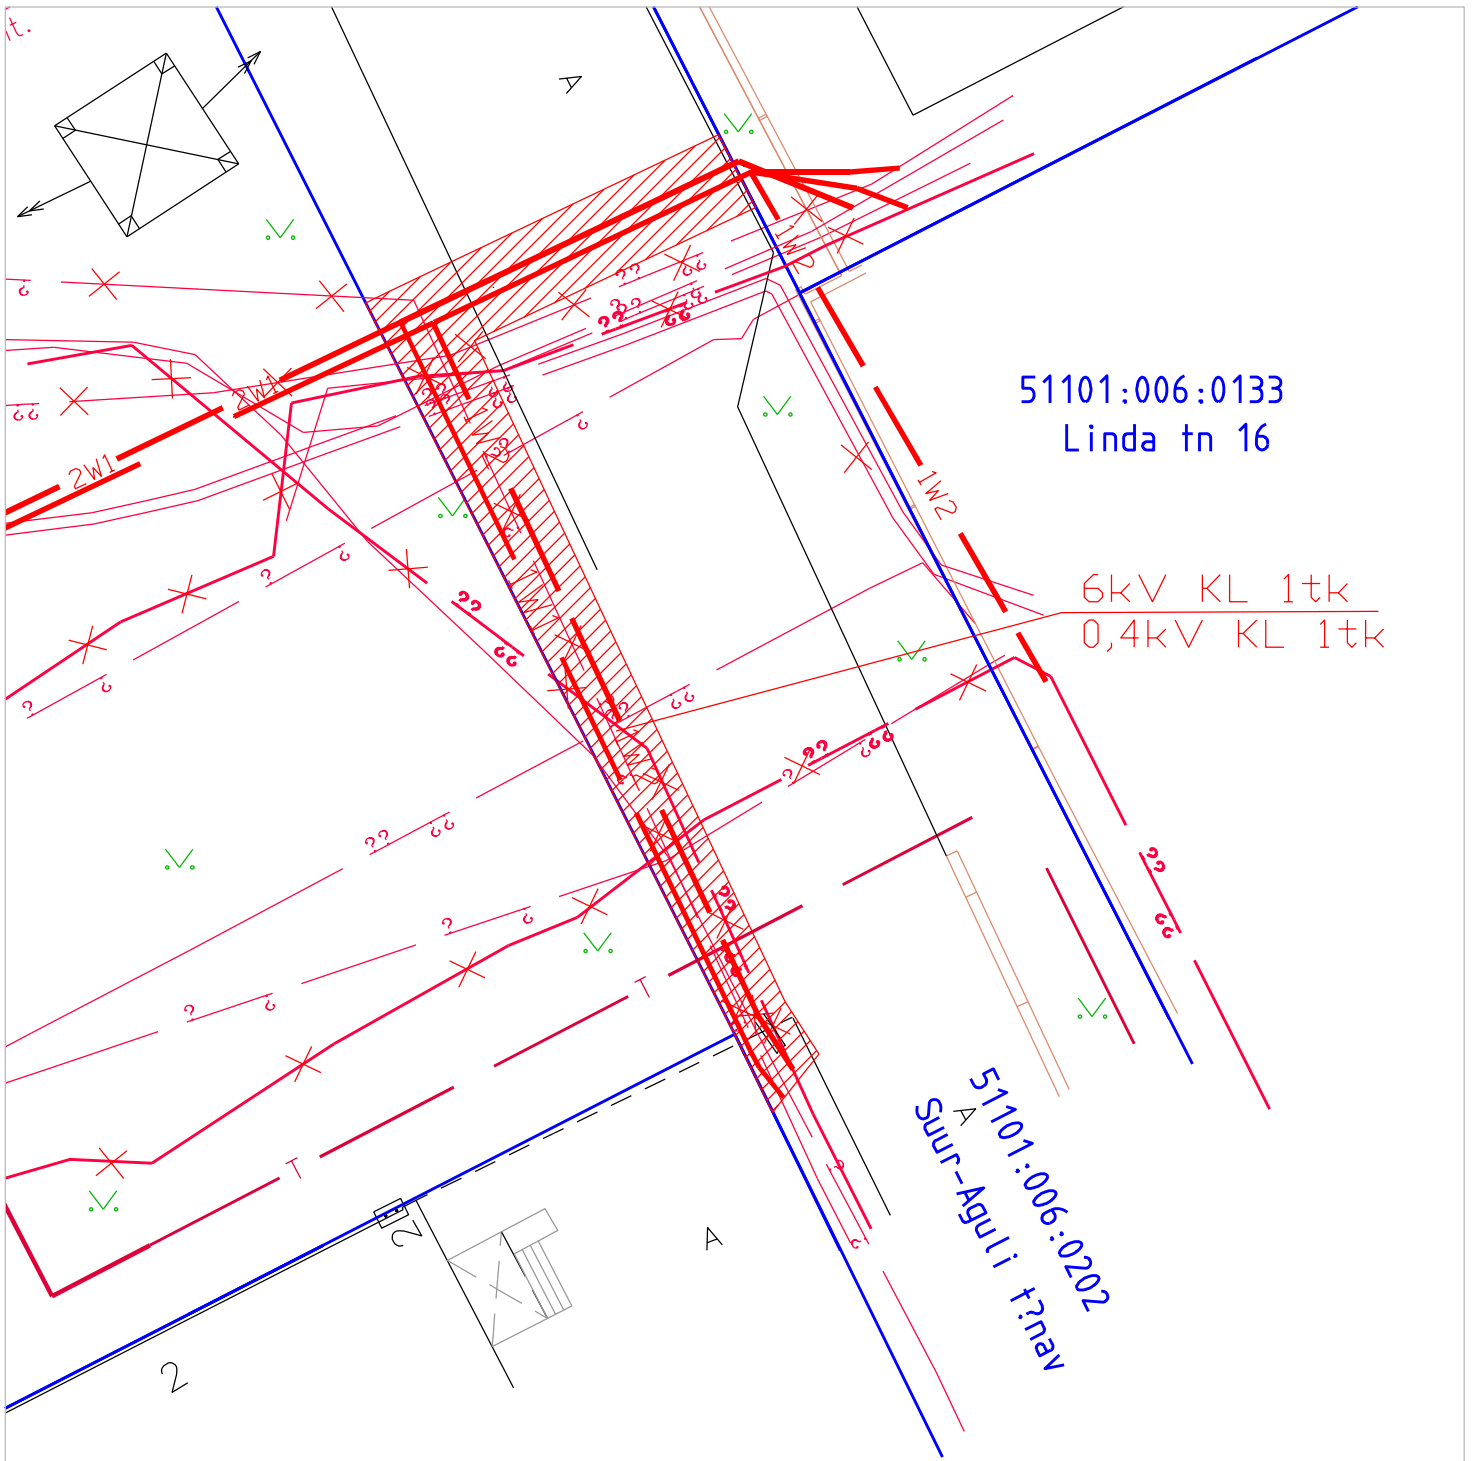 it.
A
1W2
51101:006:0133
Linda tn 16
2W1
2W1
1W2
6kV KL 1tk
0,4kV KL 1tk
??
??
??
??
??
??
??
??
?
?
?
?
T
T
51101:006:0202
Suur-Aguli t?nav
A
A
2
2